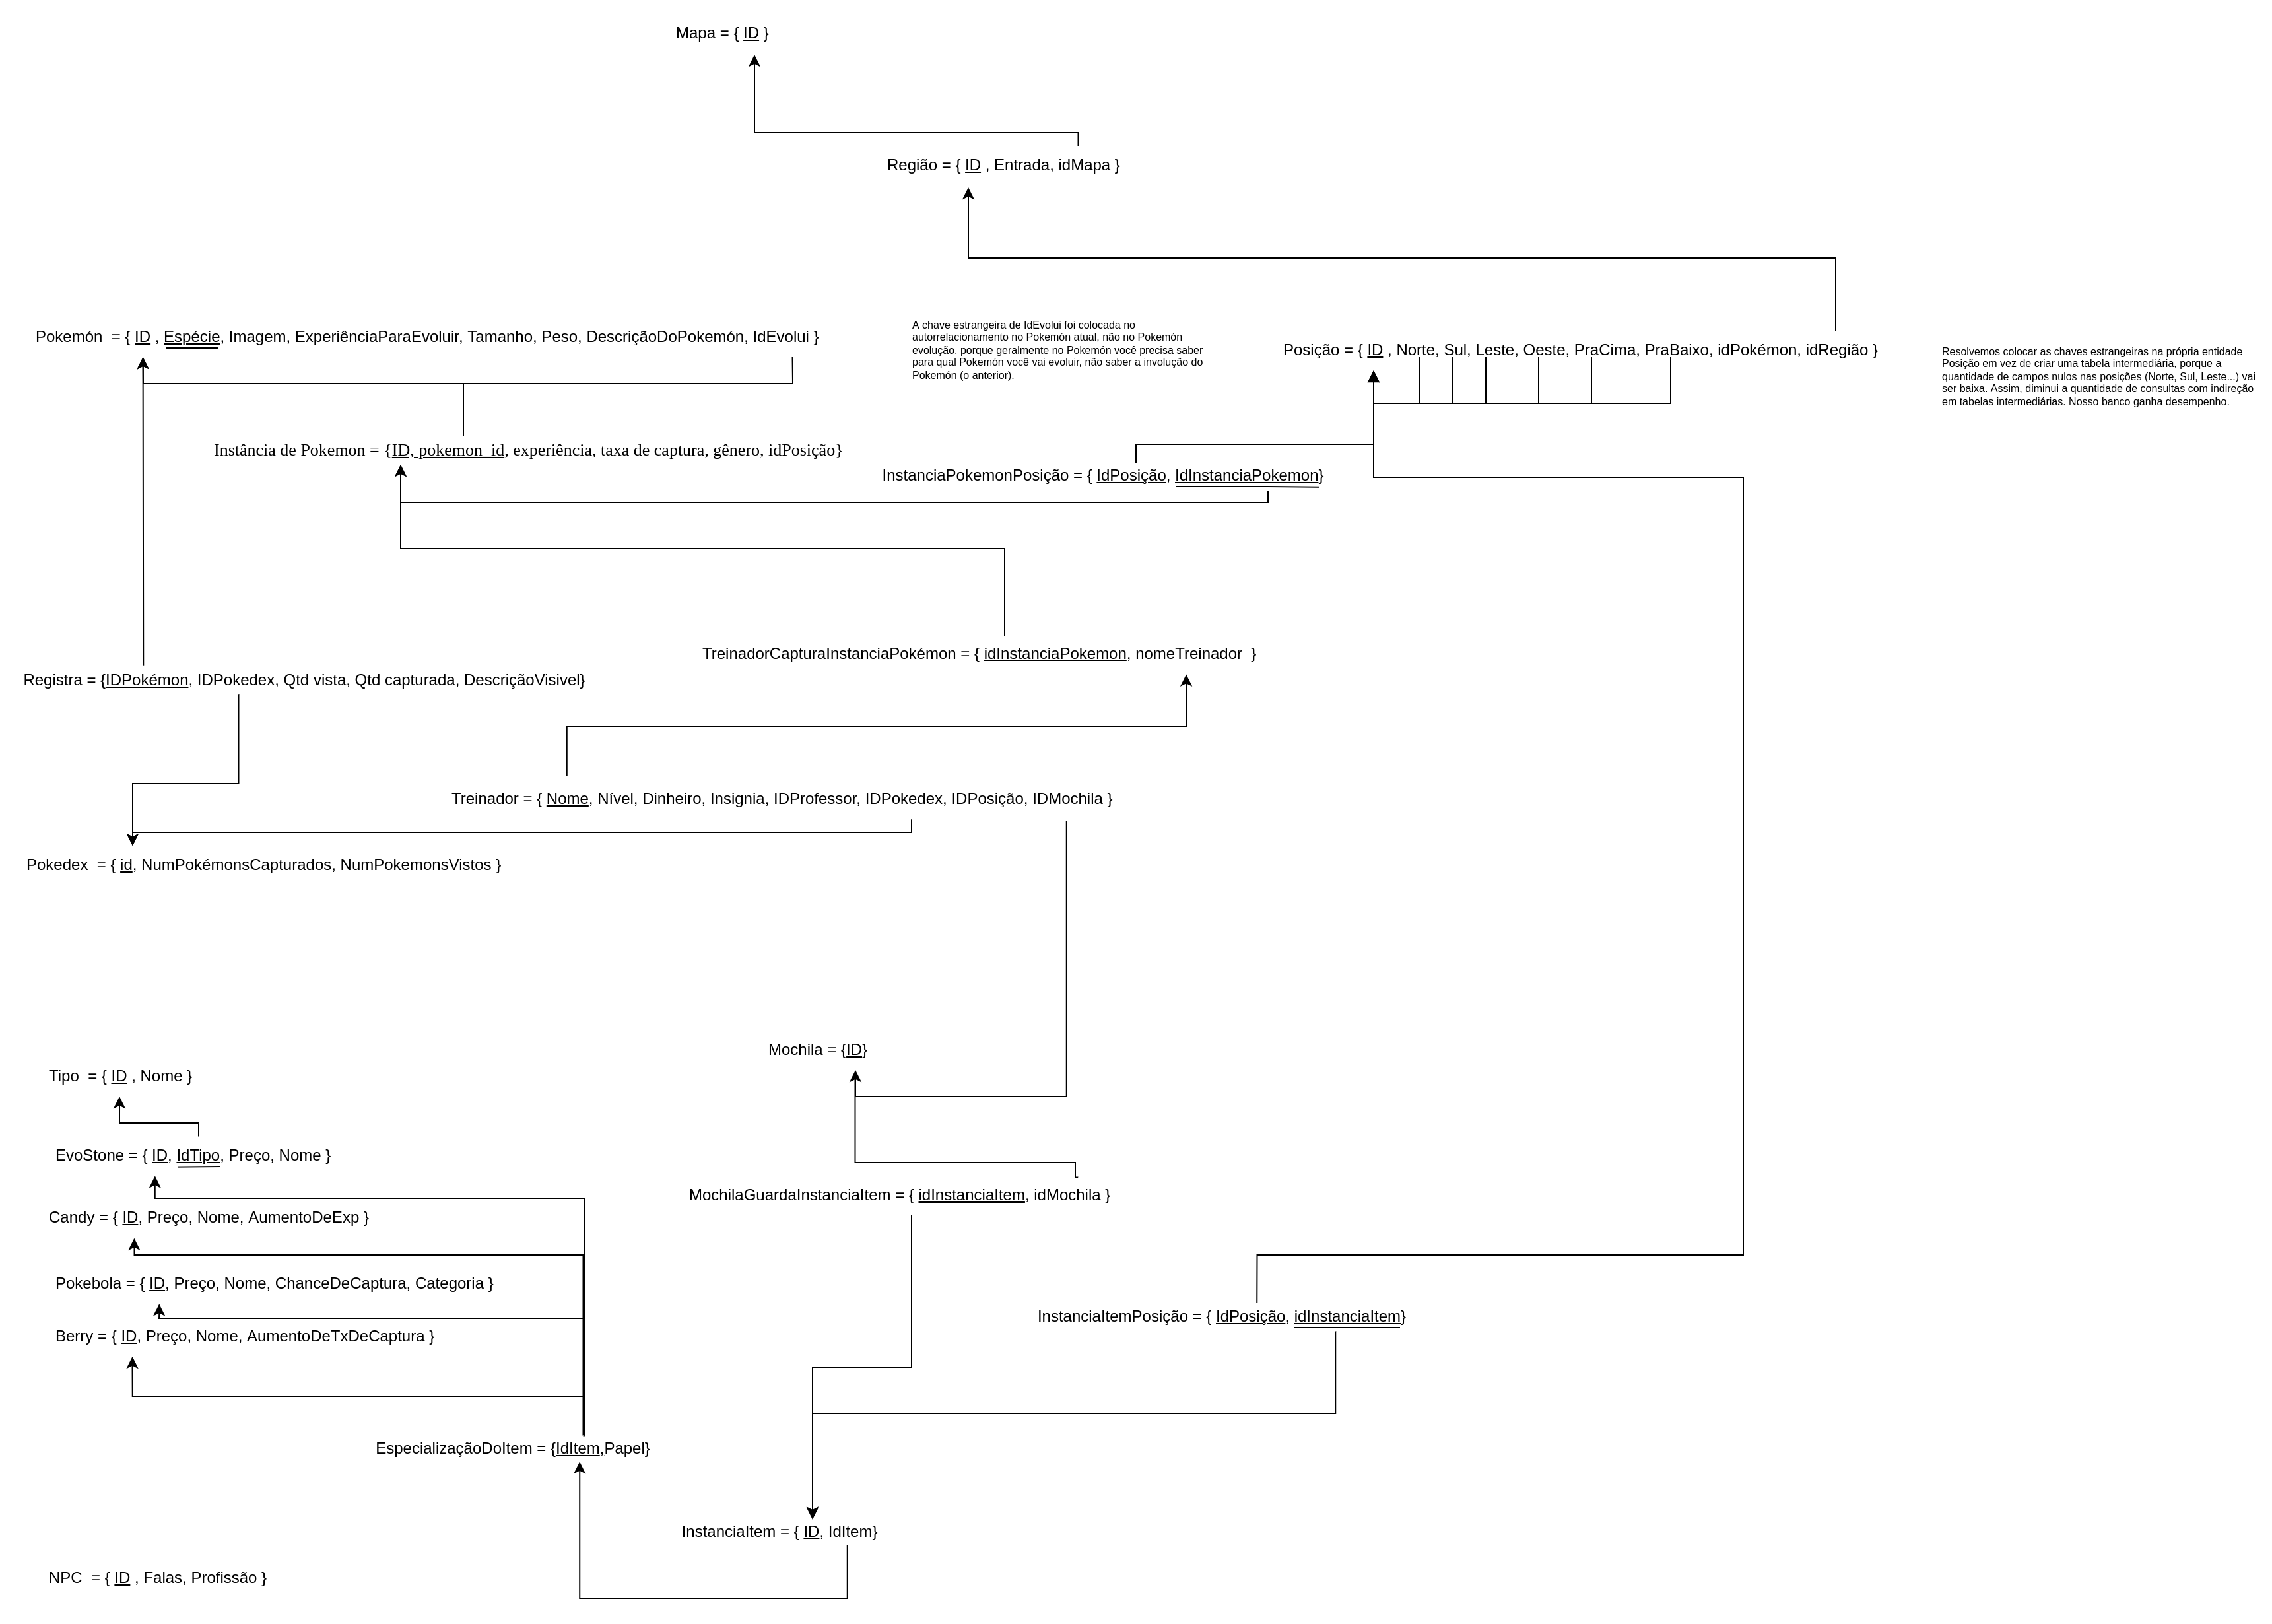 Mapa = { ID }
Região = { ID , Entrada, idMapa }
Pokemón  = { ID , Espécie, Imagem, ExperiênciaParaEvoluir, Tamanho, Peso, DescriçãoDoPokemón, IdEvolui }
A chave estrangeira de IdEvolui foi colocada no
autorrelacionamento no Pokemón atual, não no Pokemón
evolução, porque geralmente no Pokemón você precisa saber
para qual Pokemón você vai evoluir, não saber a involução do
Pokemón (o anterior).
Posição = { ID , Norte, Sul, Leste, Oeste, PraCima, PraBaixo, idPokémon, idRegião }
Resolvemos colocar as chaves estrangeiras na própria entidade
Posição em vez de criar uma tabela intermediária, porque a
quantidade de campos nulos nas posições (Norte, Sul, Leste...) vai
ser baixa. Assim, diminui a quantidade de consultas com indireção
em tabelas intermediárias. Nosso banco ganha desempenho.
Instância de Pokemon = {ID, pokemon_id, experiência, taxa de captura, gênero, idPosição}
InstanciaPokemonPosição = { IdPosição, IdInstanciaPokemon}
TreinadorCapturaInstanciaPokémon = { idInstanciaPokemon, nomeTreinador  }
Registra = {IDPokémon, IDPokedex, Qtd vista, Qtd capturada, DescriçãoVisivel}
Treinador = { Nome, Nível, Dinheiro, Insignia, IDProfessor, IDPokedex, IDPosição, IDMochila }
Pokedex  = { id, NumPokémonsCapturados, NumPokemonsVistos }
Mochila = {ID}
Tipo  = { ID , Nome }
EvoStone = { ID, IdTipo, Preço, Nome }
MochilaGuardaInstanciaItem = { idInstanciaItem, idMochila }
Candy = { ID, Preço, Nome, AumentoDeExp }
Pokebola = { ID, Preço, Nome, ChanceDeCaptura, Categoria }
InstanciaItemPosição = { IdPosição, idInstanciaItem}
Berry = { ID, Preço, Nome, AumentoDeTxDeCaptura }
EspecializaçãoDoItem = {IdItem,Papel}
InstanciaItem = { ID, IdItem}
NPC  = { ID , Falas, Profissão }